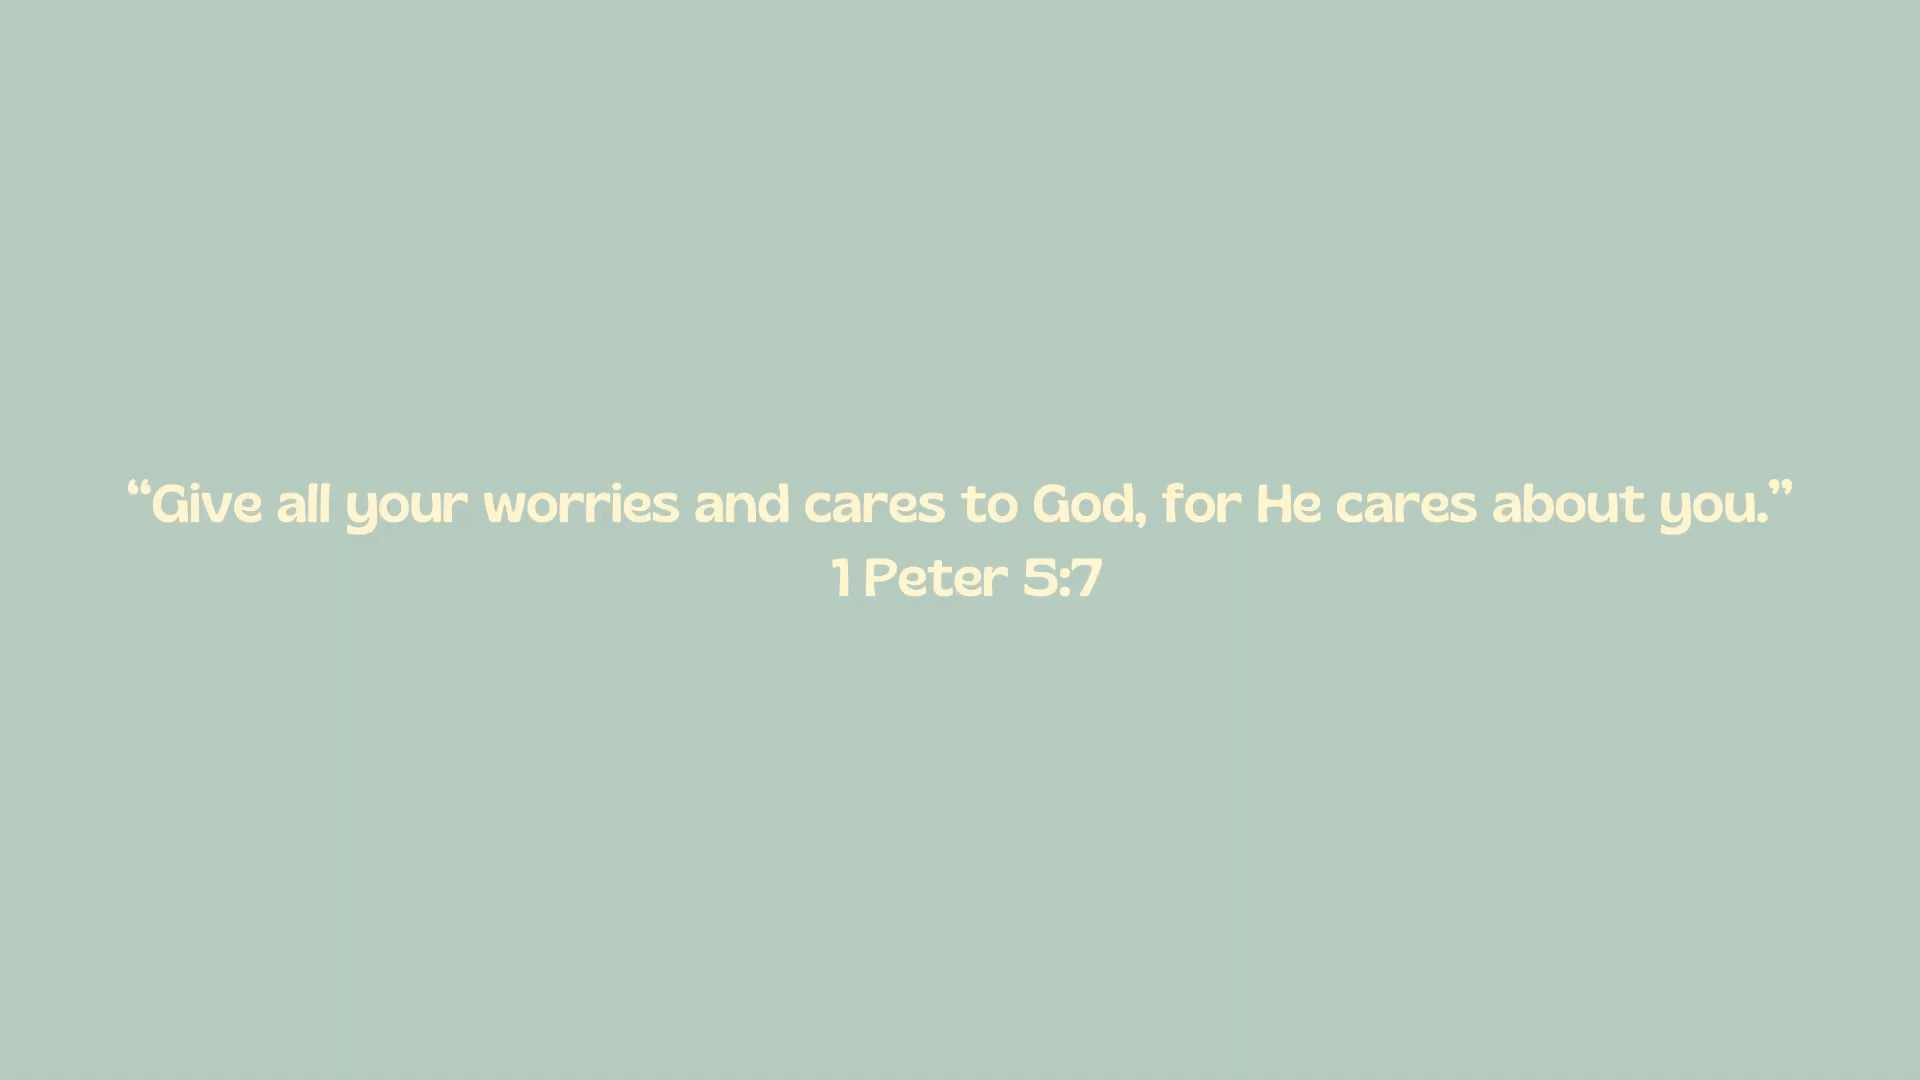 “Give all your worries and cares to God, for He cares about you.”
1 Peter 5:7